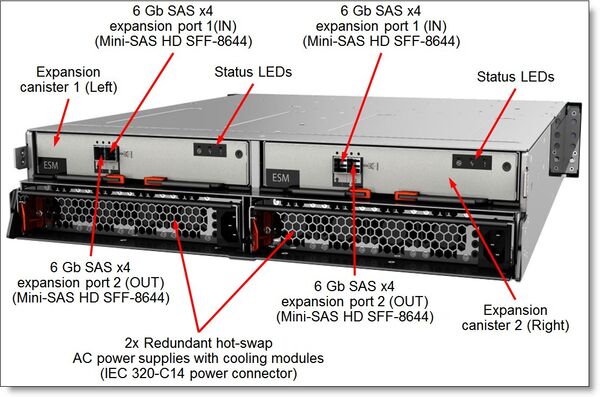 6 Gb SAS x4
expansion port 1(IN)
(Mini-SAS HD SFF-8644)
6 Gb SAS x4
expansion port 1 (IN)
(Mini-SAS HD SFF-8644)
Expansion
canister 1 (Left)
Status LEDs
Status LEDs
ESM
ESM
6 Gb SAS x4
expansion port 2 (OUT)
(Mini-SAS HD SFF-8644)
6 Gb SAS x4
expansion port 2 (OUT)
(Mini-SAS HD SFF-8644)
Expansion
canister 2 (Right)
2x Redundant hot-swap
AC power supplies with cooling modules
(IEC 320-C14 power connector)